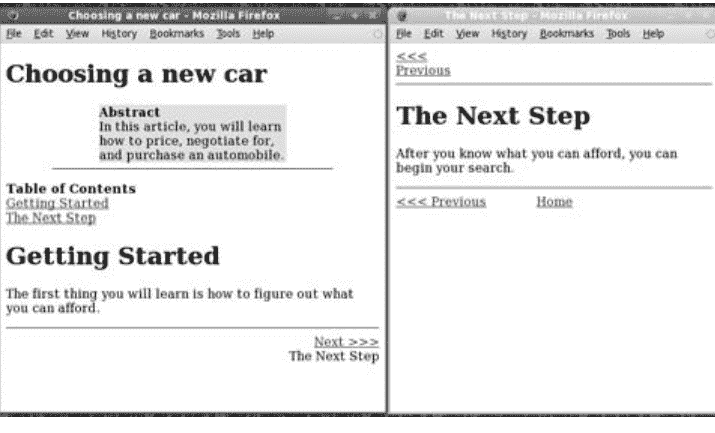 Choosing a new car - Mozilla Firefox
File Edit View History Bookmarks Tools Help
Choosing a new car
Abstract
In this article, you will learn
how to price, negotiate for,
and purchase an automobile.
Table of Contents
Getting Started
The Next Step
Getting Started
The first thing you will learn is how to figure out what
you can afford.
Next >>>
The Next Step
The Next Step - Mozilla Firefox
File Edit View History Bookmarks Tools Help
<<<
Previous
The Next Step
After you know what you can afford, you can
begin your search.
<<< Previous Home